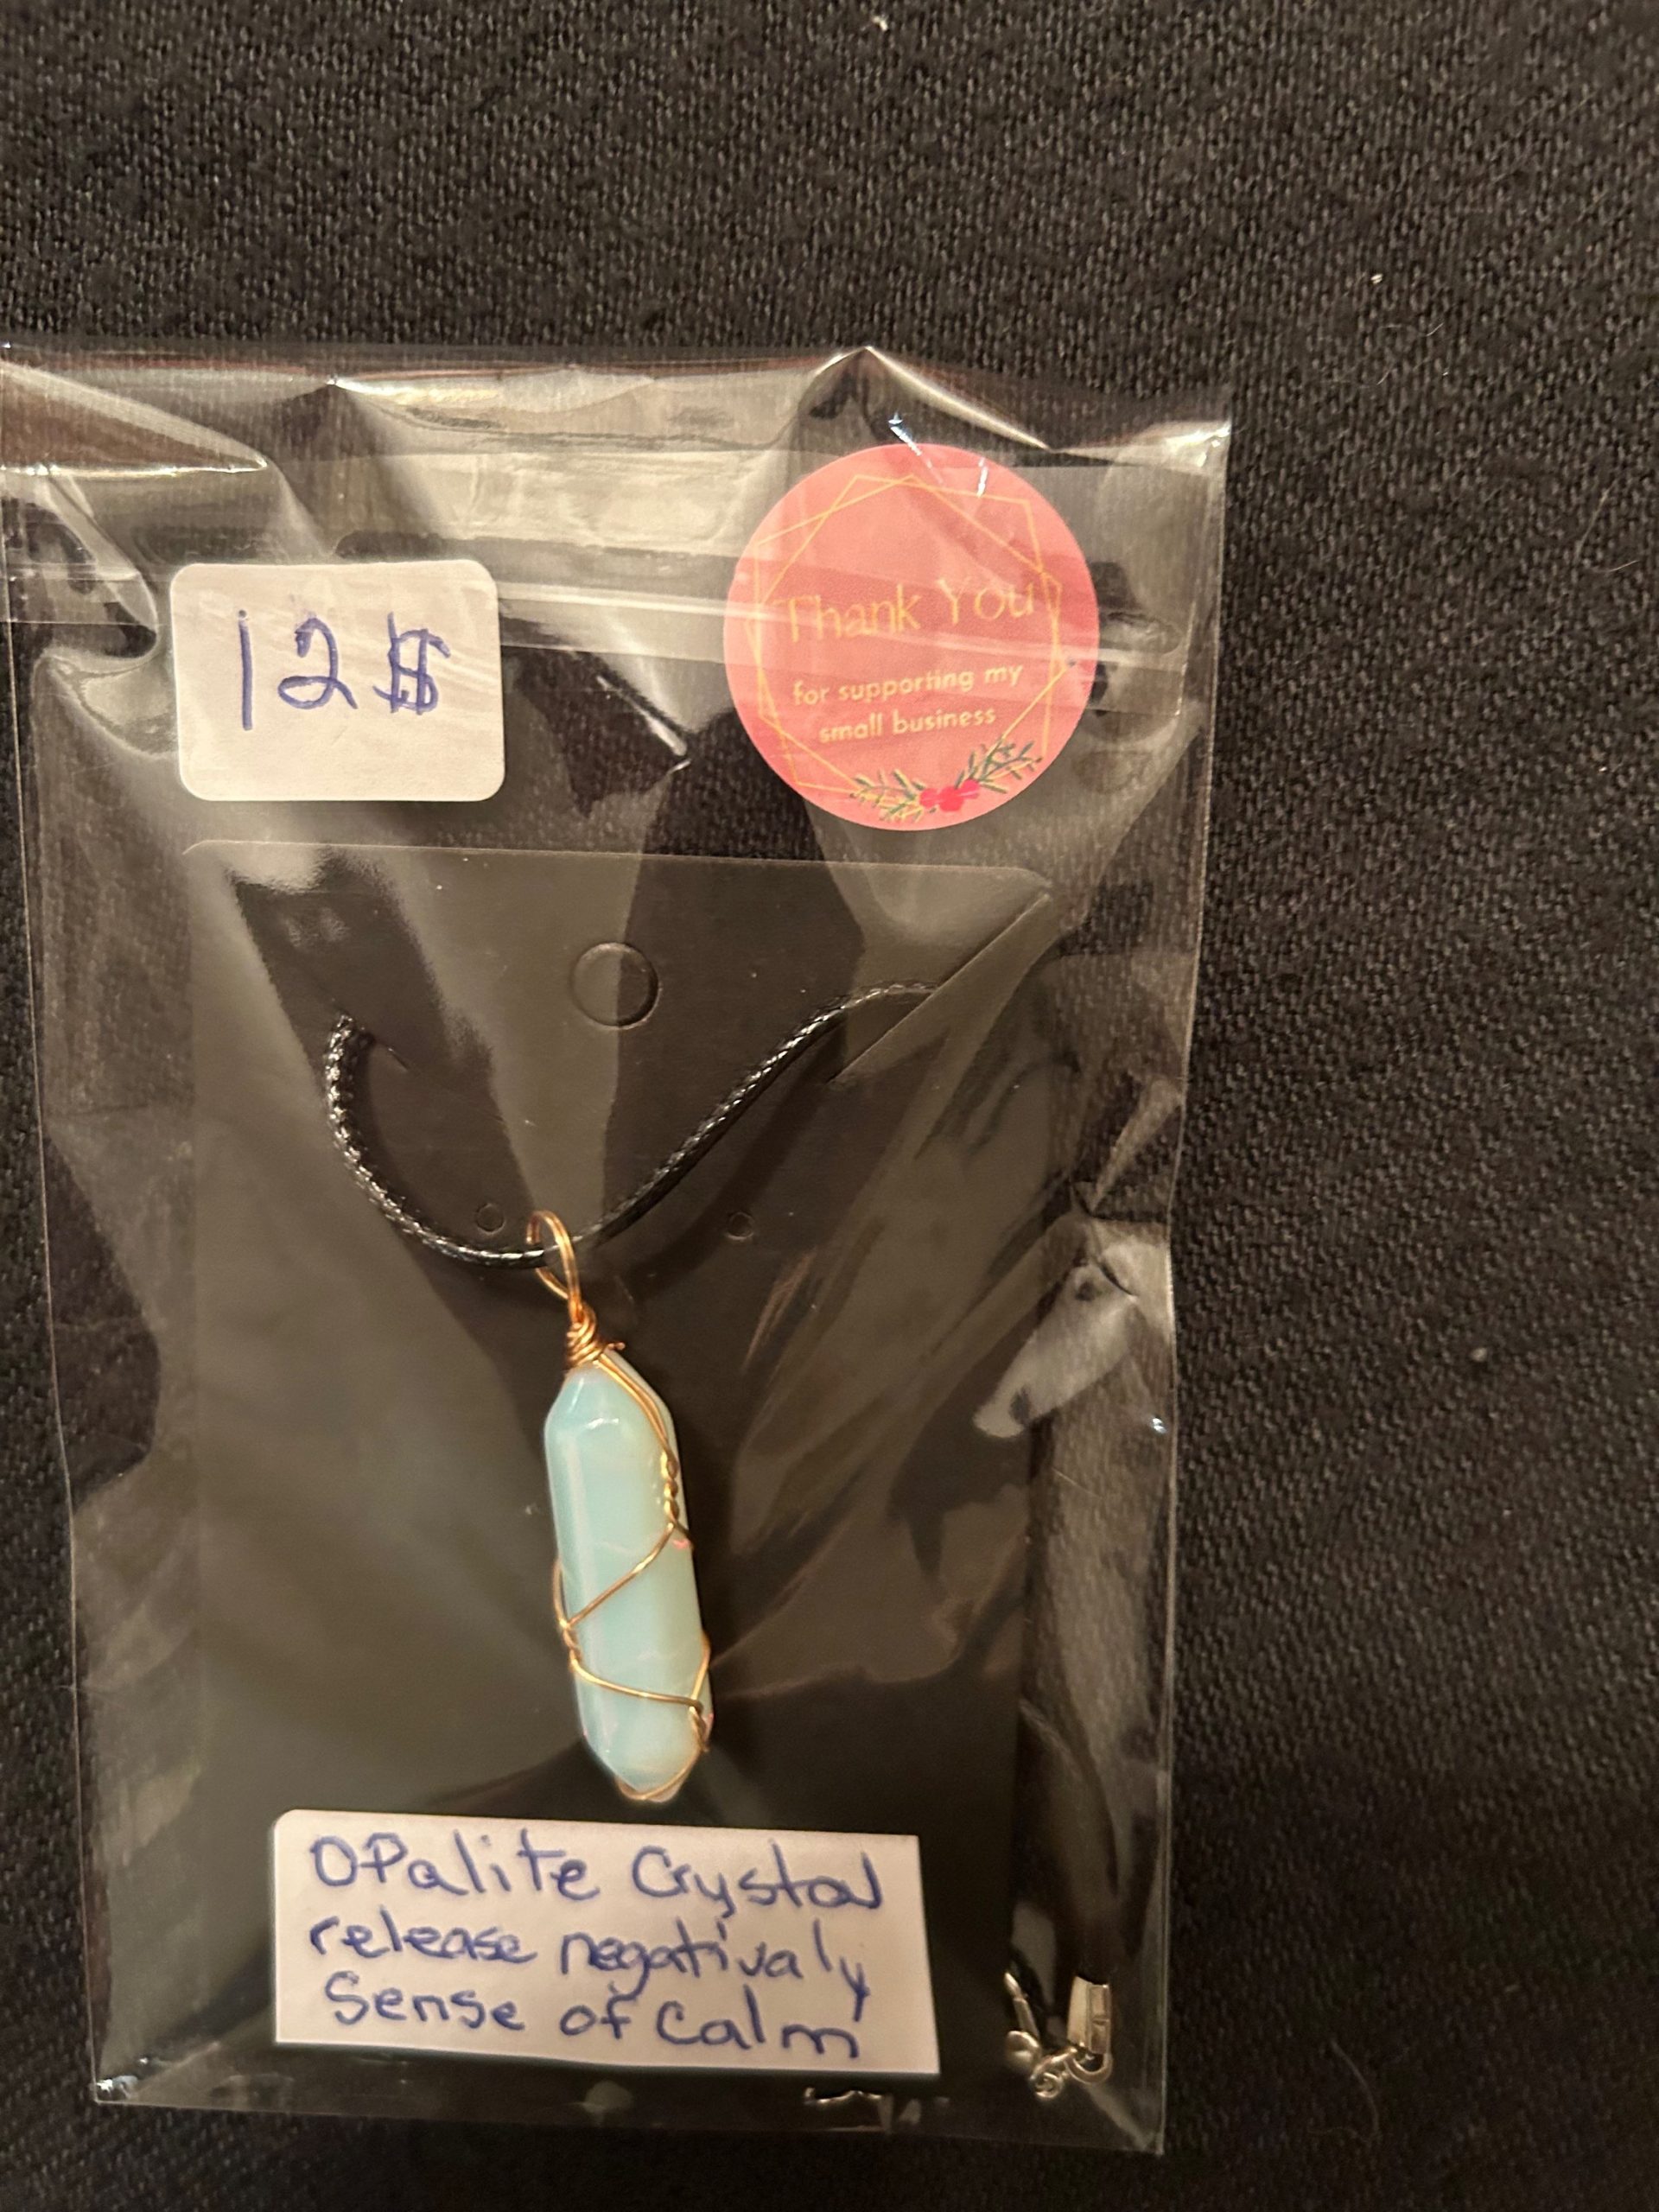 12$
Thank You
for supporting my
small business
OPalite Crystal
release negativaly
Sense of Calm